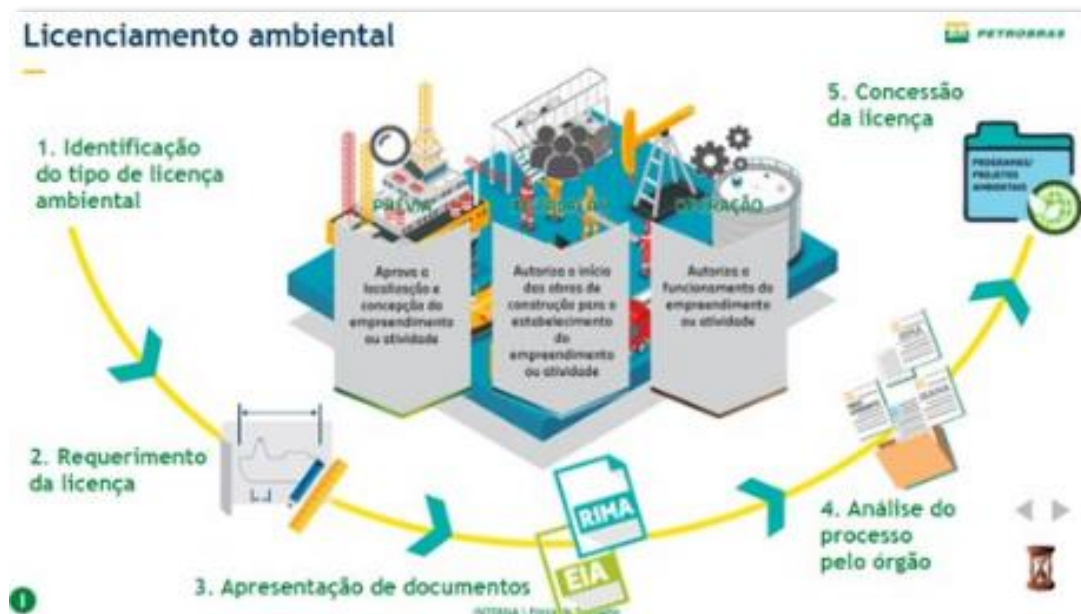 Licenciamento ambiental
PETROBRAS
1. Identificação
do tipo de licença
ambiental
PRÉVIA
OPERAÇÃO
Aprova a
localização e
concepção do
empreendimento
ou atividade
Autoriza o início
das obras de
construção para o
estabelecimento
do
empreendimento
ou atividade
Autoriza o
funcionamento do
empreendimento
ou atividade
5. Concessão
da licença
PROGRAMAS/
PROJETOS
AMBIENTAIS
2. Requerimento
da licença
RIMA
EIA
3. Apresentação de documentos
RIMA
4. Análise do
processo
pelo órgão